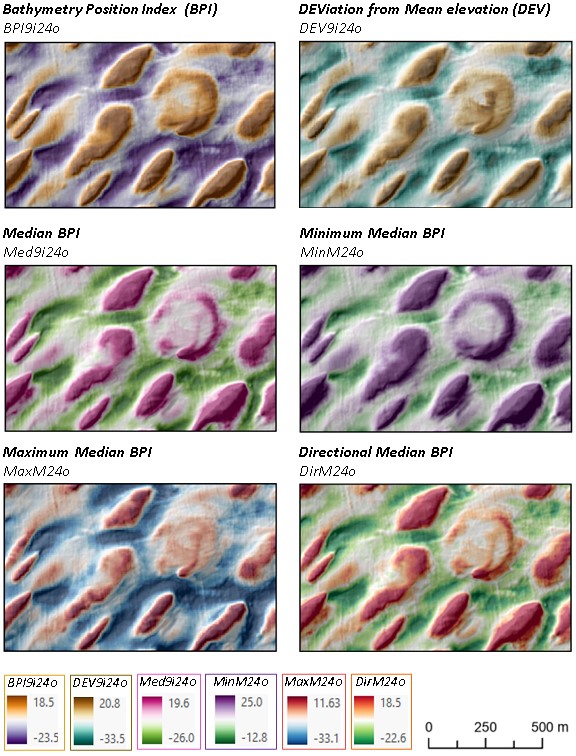 Bathymetry Position Index (BPI)
BPI9i24o
DEViation from Mean elevation (DEV)
DEV9i24o
Median BPI
Med9i24o
Minimum Median BPI
MinM24o
Maximum Median BPI
MaxM24o
Directional Median BPI
DirM24o
BPI9i24o DEV9i24o Med9i24o MinM24o MaxM24o DirM24o
18.5 20.8 19.6 25.0 11.63 18.5
-23.5 -33.5 -26.0 -12.8 -33.1 -22.6
0 250 500 m